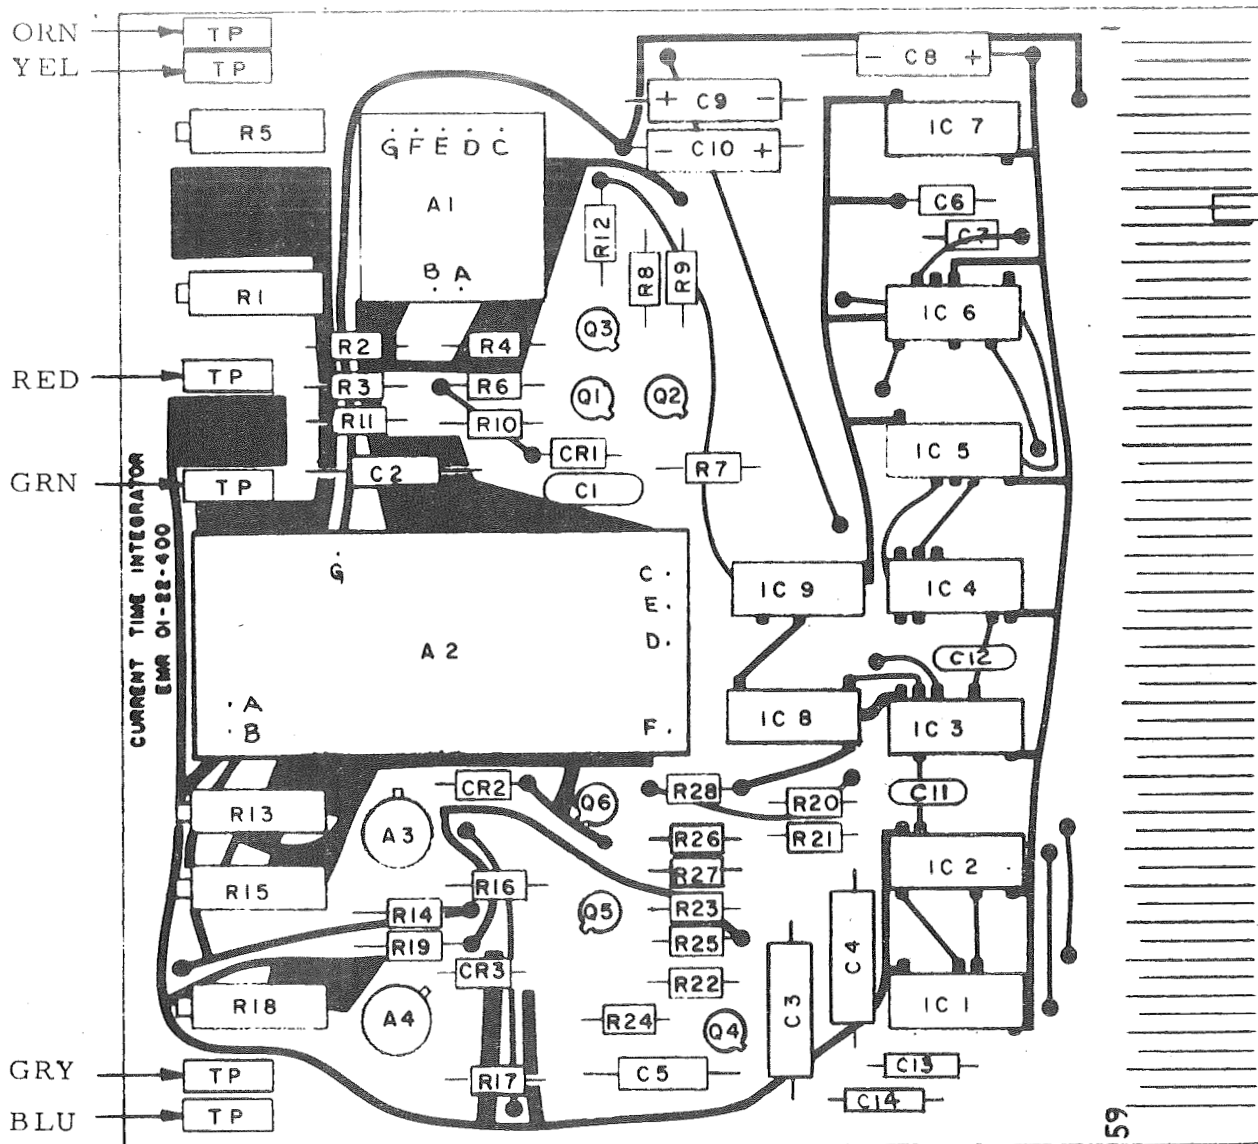 ORN TP
YEL TP
- C8 +
+ C9 -
R5
IC 7
- C10 +
G F E D C
A1
B A
R12
R8
R9
C6
C7
R1
IC 6
Q3
R2
R4
RED TP
R3
R6
Q1
Q2
R11
R10
CR1
IC 5
C2
R7
GRN TP
C1
CURRENT TIME INTEGRATOR
EMR 01-22-400
G
C
E
D
A 2
A
B
F
IC 9
IC 4
C12
IC 8
IC 3
CR2
R28
C11
R20
R13
Q6
A3
R26
R21
R27
IC 2
R15
R16
R14
R23
Q5
R19
R25
C4
CR3
R22
C3
R18
IC 1
A4
R24
Q4
GRY TP
R17
C5
C13
BLU TP
C14
59